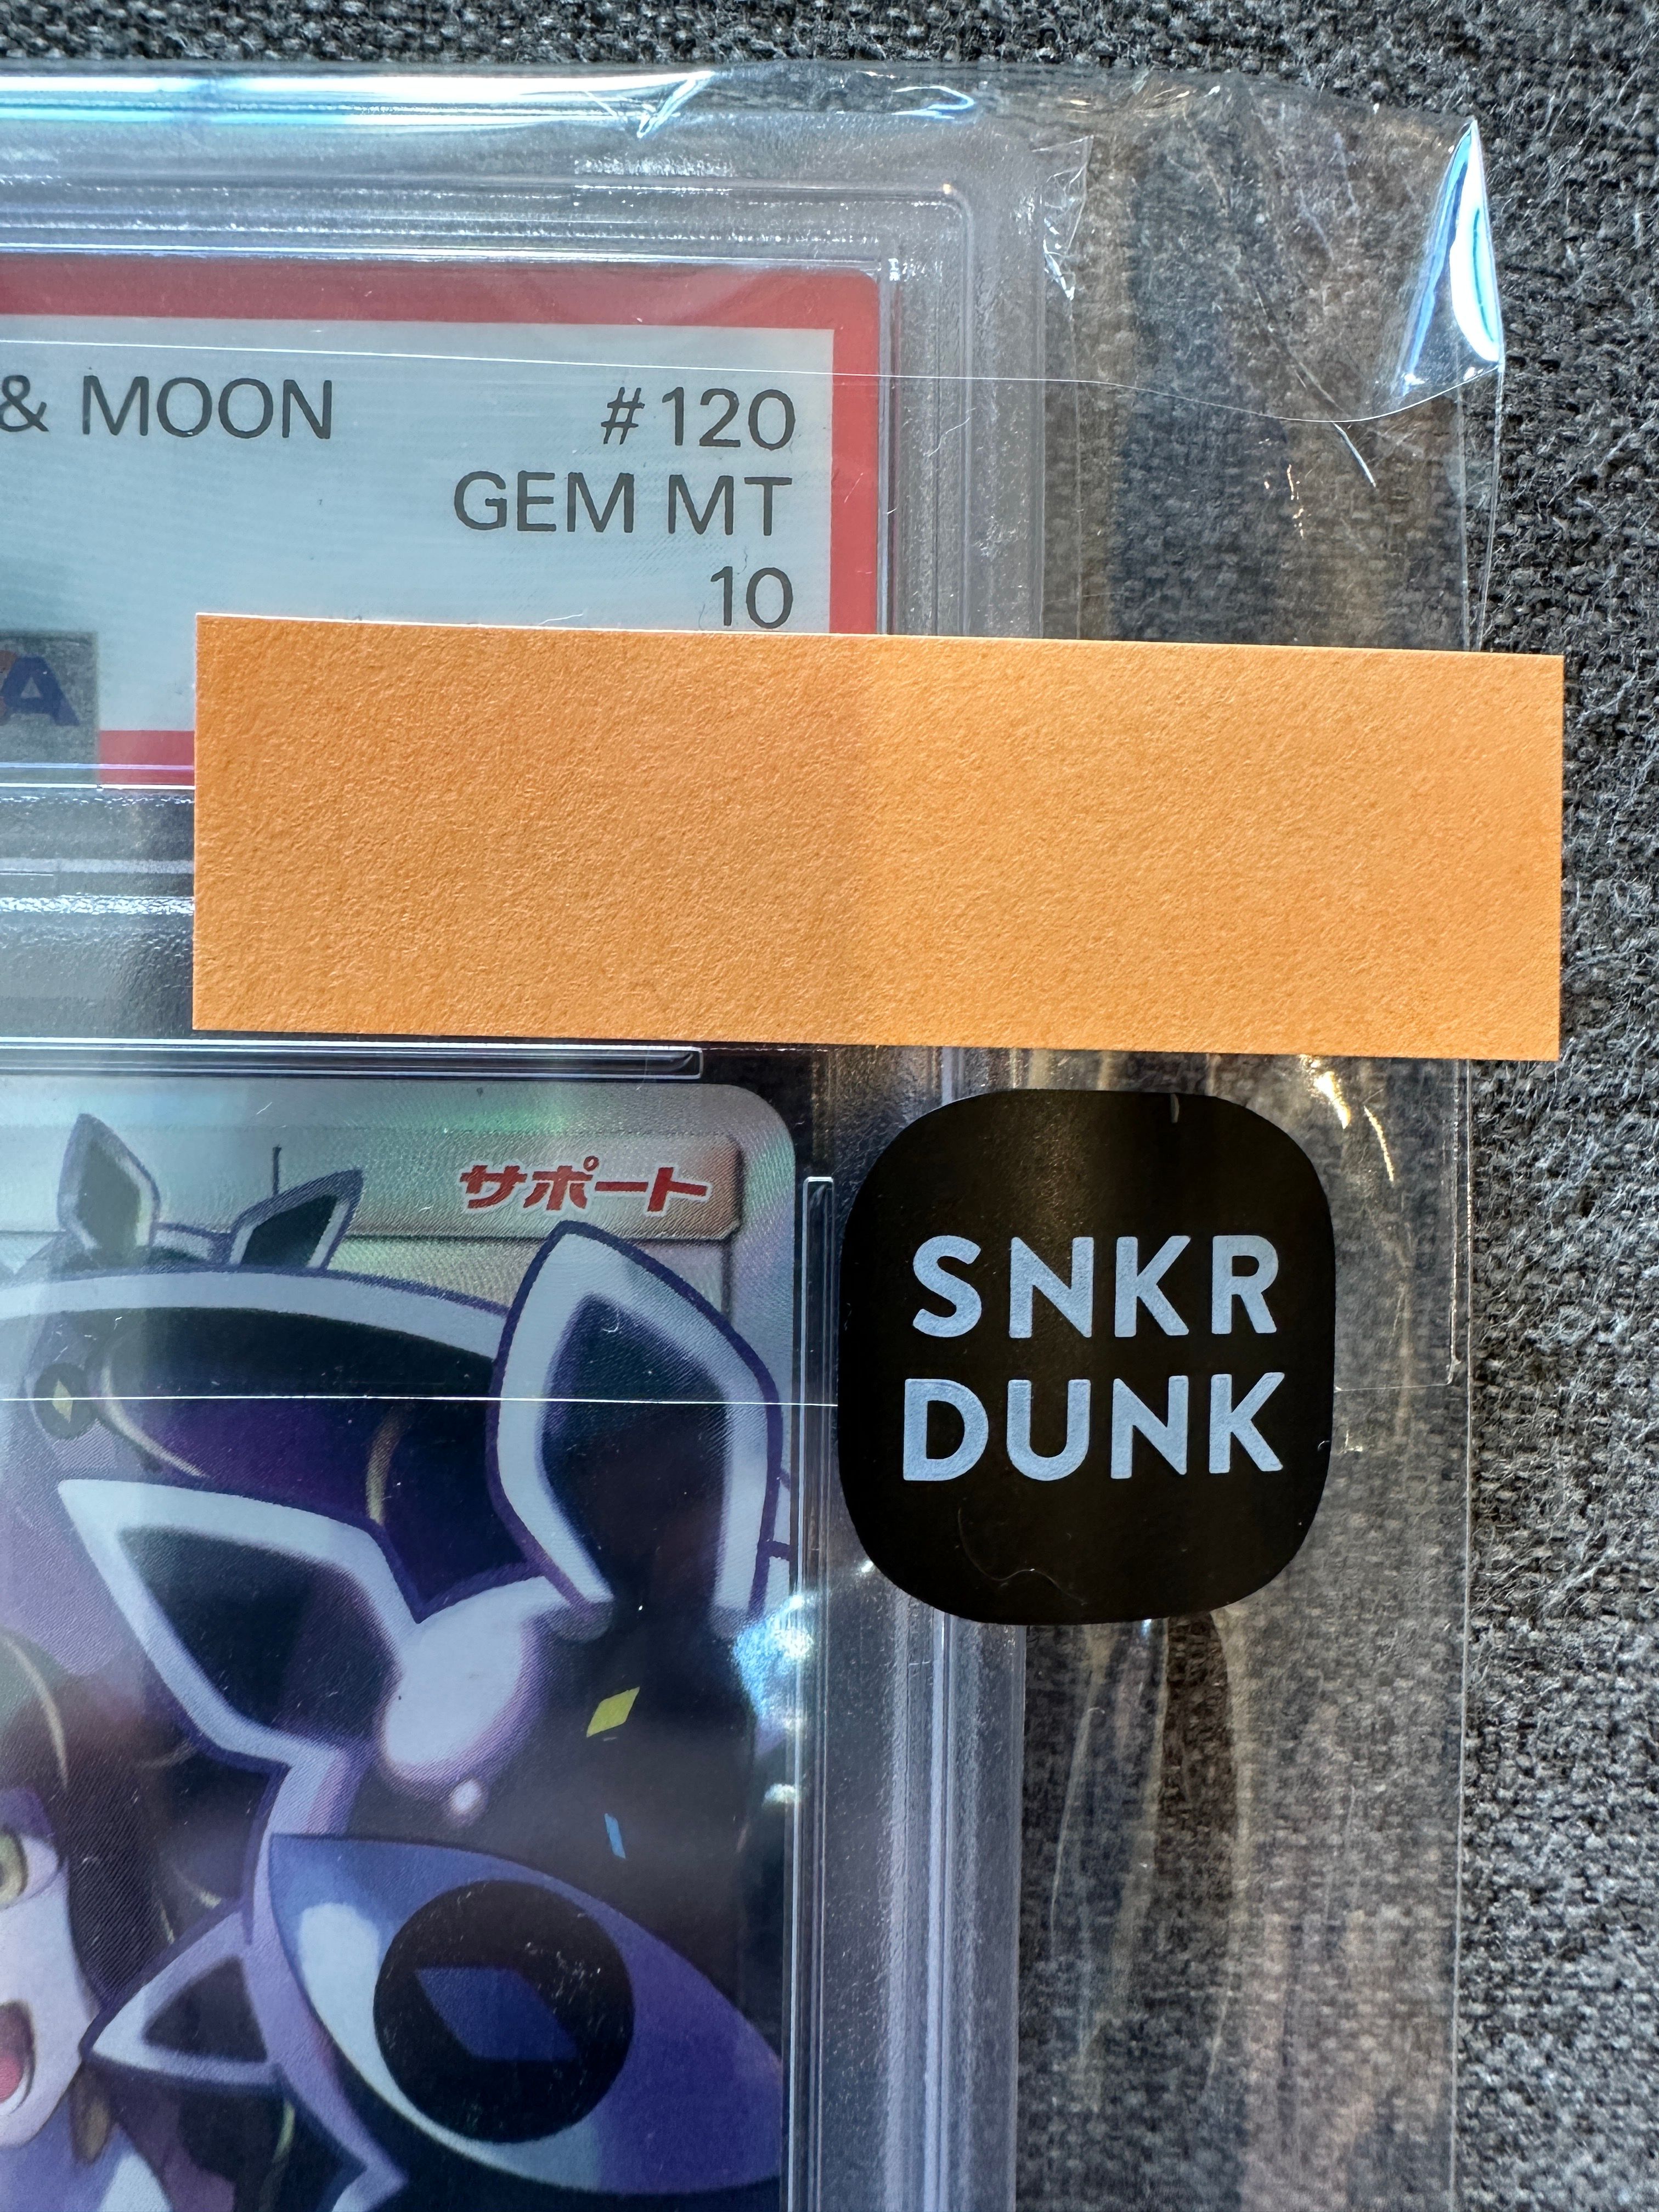 & MOON #120
GEM MT
10
サポート
SNKR
DUNK